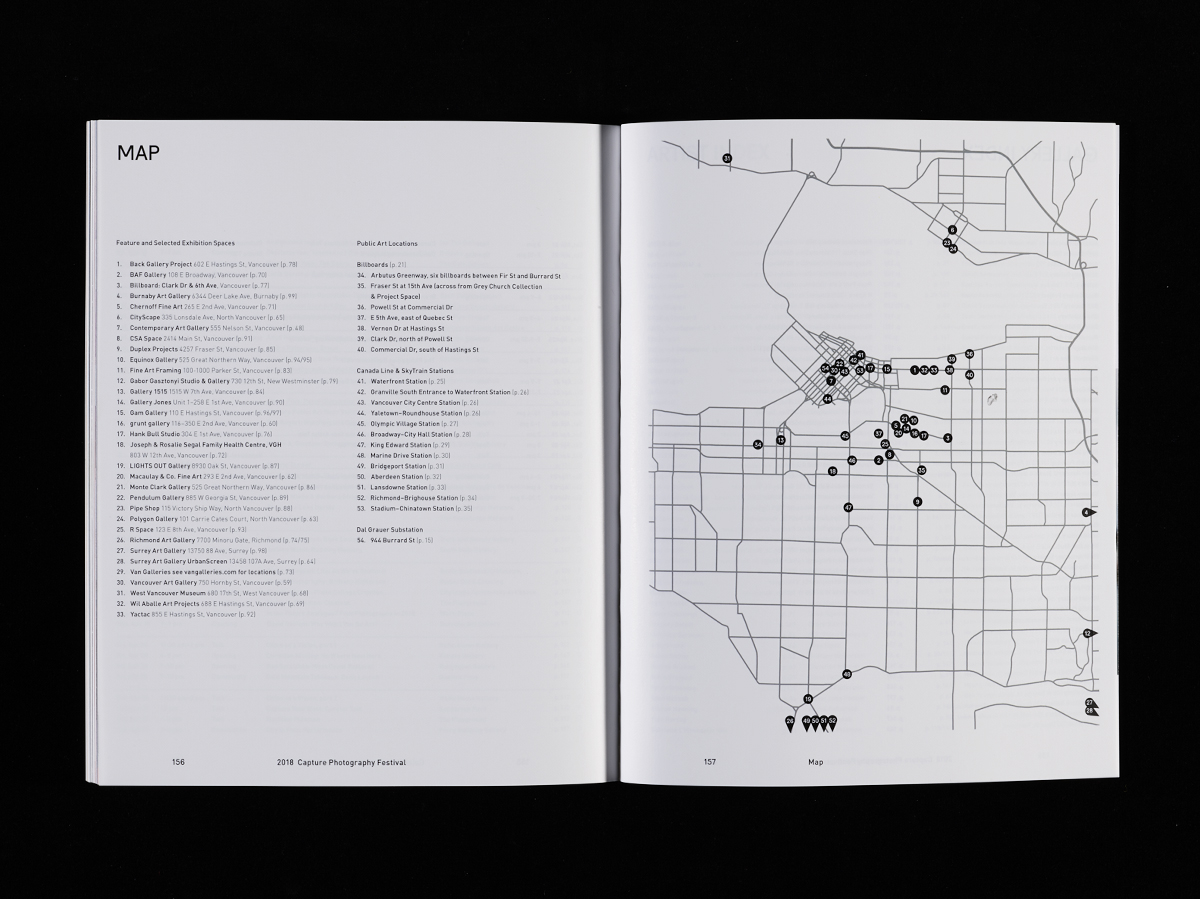 MAP
Feature and Selected Exhibition Spaces
1. Back Gallery Project 602 E Hastings St, Vancouver (p. 78)
2. BAF Gallery 108 E Broadway, Vancouver (p. 70)
3. Billboard: Clark Dr & 6th Ave, Vancouver (p. 77)
4. Burnaby Art Gallery 6344 Deer Lake Ave, Burnaby (p. 99)
5. Chernoff Fine Art 265 E 2nd Ave, Vancouver (p. 71)
6. CityScape 335 Lonsdale Ave, North Vancouver (p. 65)
7. Contemporary Art Gallery 555 Nelson St, Vancouver (p. 68)
8. CSA Space 2414 Main St, Vancouver (p. 91)
9. Duplex Projects 4257 Fraser St, Vancouver (p. 85)
10. Equinox Gallery 525 Great Northern Way, Vancouver (p. 94/95)
11. Fine Art Framing 100-1000 Parker St, Vancouver (p. 83)
12. Gabor Gasztonyi Studio & Gallery 730 12th St, New Westminster (p. 79)
13. Gallery 1515 1515 W 7th Ave, Vancouver (p. 84)
14. Gallery Jones Unit 1-258 E 1st Ave, Vancouver (p. 90)
15. Gam Gallery 110 E Hastings St, Vancouver (p. 96/97)
16. grunt gallery 116-350 E 2nd Ave, Vancouver (p. 60)
17. Hank Bull Studio 304 E 1st Ave, Vancouver (p. 76)
18. Joseph & Rosalie Segal Family Health Centre, VGH
803 W 12th Ave, Vancouver (p. 72)
19. LIGHTS OUT Gallery 8930 Oak St, Vancouver (p. 87)
20. Macaulay & Co. Fine Art 293 E 2nd Ave, Vancouver (p. 62)
21. Monte Clark Gallery 525 Great Northern Way, Vancouver (p. 86)
22. Pendulum Gallery 885 W Georgia St, Vancouver (p. 89)
23. Pipe Shop 115 Victory Ship Way, North Vancouver (p. 88)
24. Polygon Gallery 101 Carrie Cates Court, North Vancouver (p. 63)
25. R Space 123 E 8th Ave, Vancouver (p. 93)
26. Richmond Art Gallery 7700 Minoru Gate, Richmond (p. 74/75)
27. Surrey Art Gallery 13750 88 Ave, Surrey (p. 98)
28. Surrey Art Gallery UrbanScreen 13458 107A Ave, Surrey (p. 64)
29. Van Galleries see vangalleries.com for locations (p. 73)
30. Vancouver Art Gallery 750 Hornby St, Vancouver (p. 59)
31. West Vancouver Museum 680 17th St, West Vancouver (p. 68)
32. Wil Aballe Art Projects 688 E Hastings St, Vancouver (p. 69)
33. Yactac 855 E Hastings St, Vancouver (p. 92)
Public Art Locations
Billboards (p. 21)
34. Arbutus Greenway, six billboards between Fir St and Burrard St
35. Fraser St at 15th Ave (across from Grey Church Collection
& Project Space)
36. Powell St at Commercial Dr
37. E 5th Ave, east of Quebec St
38. Vernon Dr at Hastings St
39. Clark Dr, north of Powell St
40. Commercial Dr, south of Hastings St
Canada Line & SkyTrain Stations
41. Waterfront Station (p. 25)
42. Granville South Entrance to Waterfront Station (p. 26)
43. Vancouver City Centre Station (p. 26)
44. Yaletown-Roundhouse Station (p. 26)
45. Olympic Village Station (p. 27)
46. Broadway-City Hall Station (p. 28)
47. King Edward Station (p. 29)
48. Marine Drive Station (p. 30)
49. Bridgeport Station (p. 31)
50. Aberdeen Station (p. 32)
51. Lansdowne Station (p. 33)
52. Richmond-Brighouse Station (p. 34)
53. Stadium-Chinatown Station (p. 35)
Dal Grauer Substation
54. 944 Burrard St (p. 15)
156
2018 Capture Photography Festival
31
6
23
24
41
42
22
54
50
43
53
17
15
7
44
1
32
33
38
39
36
40
11
21
10
5
14
20
16
17
3
37
25
8
45
13
34
46
2
18
35
9
47
4
12
27
28
19
26
49
50
51
52
157
Map